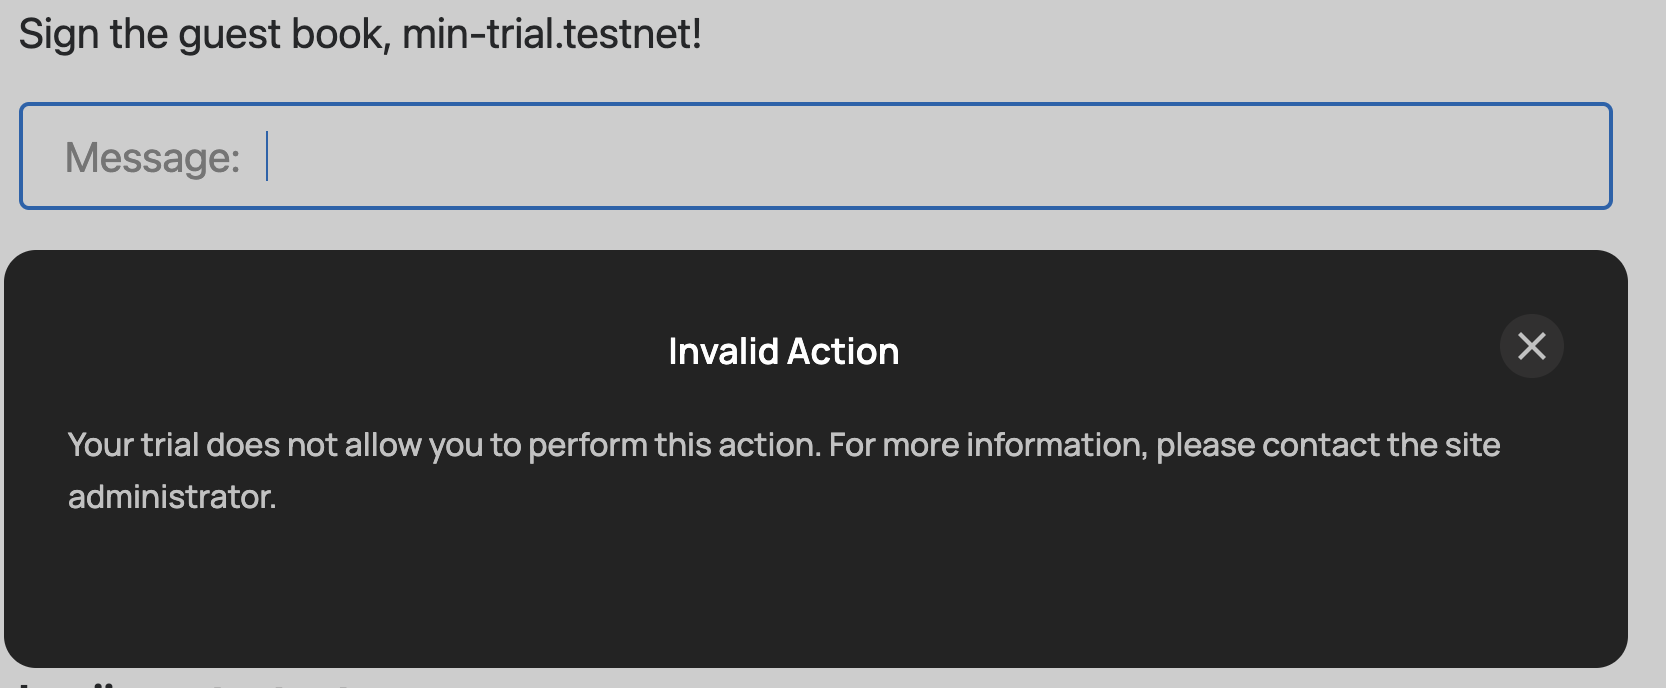 Sign the guest book, min-trial.testnet!
Message:
Invalid Action
Your trial does not allow you to perform this action. For more information, please contact the site
administrator.